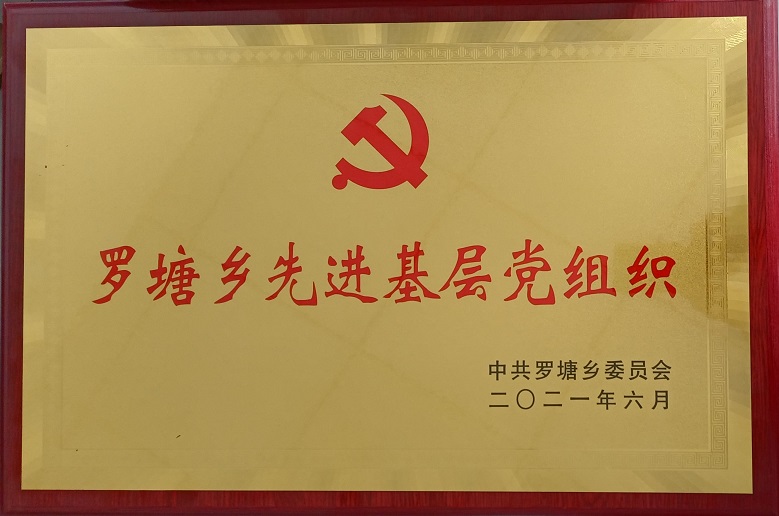 罗塘乡先进基层党组织
中共罗塘乡委员会
二〇二一年六月